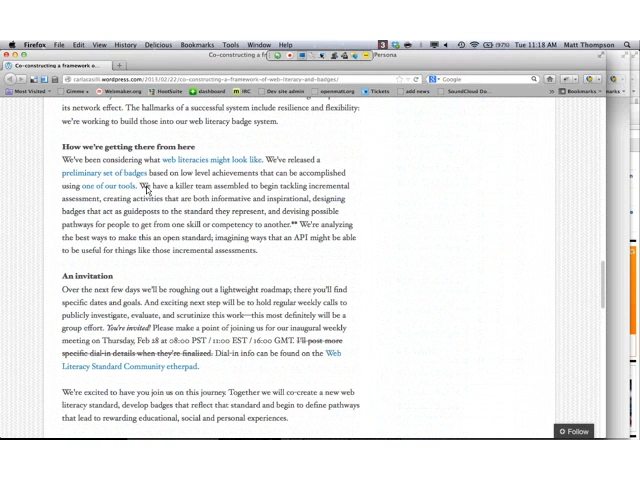 Firefox File Edit View History Delicious Bookmarks Tools Window Help 3 (97%) Tue 11:18 AM Matt Thompson
Co-constructing a f Persona
Co-constructing a framework o...
carlacasilli.wordpress.com/2013/02/22/co-constructing-a-framework-of-web-literacy-and-badges/ Google
Most Visited Gimme Webmaker.org HootSuite dashboard IRC Dev site admin openmatt.org Tickets add news SoundCloud Do... Bookmarks
its network effect. The hallmarks of a successful system include resilience and flexibility:
we're working to build those into our web literacy badge system.
How we're getting there from here
We've been considering what web literacies might look like. We've released a
preliminary set of badges based on low level achievements that can be accomplished
using one of our tools. We have a killer team assembled to begin tackling incremental
assessment, creating activities that are both informative and inspirational, designing
badges that act as guideposts to the standard they represent, and devising possible
pathways for people to get from one skill or competency to another.** We're analyzing
the best ways to make this an open standard; imagining ways that an API might be able
to be useful for things like those incremental assessments.
An invitation
Over the next few days we'll be roughing out a lightweight roadmap; there you'll find
specific dates and goals. And exciting next step will be to hold regular weekly calls to
publicly investigate, evaluate, and scrutinize this work—this most definitely will be a
group effort. You're invited! Please make a point of joining us for our inaugural weekly
meeting on Thursday, Feb 28 at 08:00 PST / 11:00 EST / 16:00 GMT. I'll post more
specific dial-in details when they're finalized. Dial-in info can be found on the Web
Literacy Standard Community etherpad.
We're excited to have you join us on this journey. Together we will co-create a new web
literacy standard, develop badges that reflect that standard and begin to define pathways
that lead to rewarding educational, social and personal experiences.
Follow